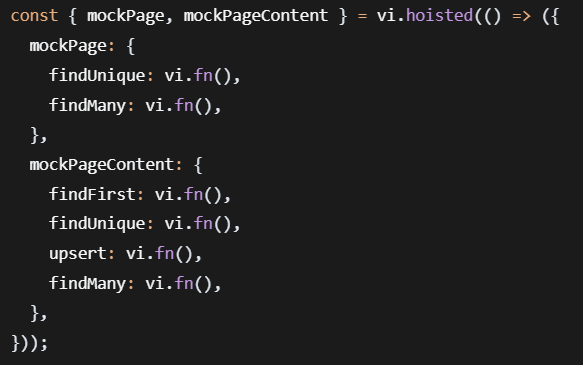 const { mockPage, mockPageContent } = vi.hoisted(() => ({
  mockPage: {
    findUnique: vi.fn(),
    findMany: vi.fn(),
  },
  mockPageContent: {
    findFirst: vi.fn(),
    findUnique: vi.fn(),
    upsert: vi.fn(),
    findMany: vi.fn(),
  },
}));